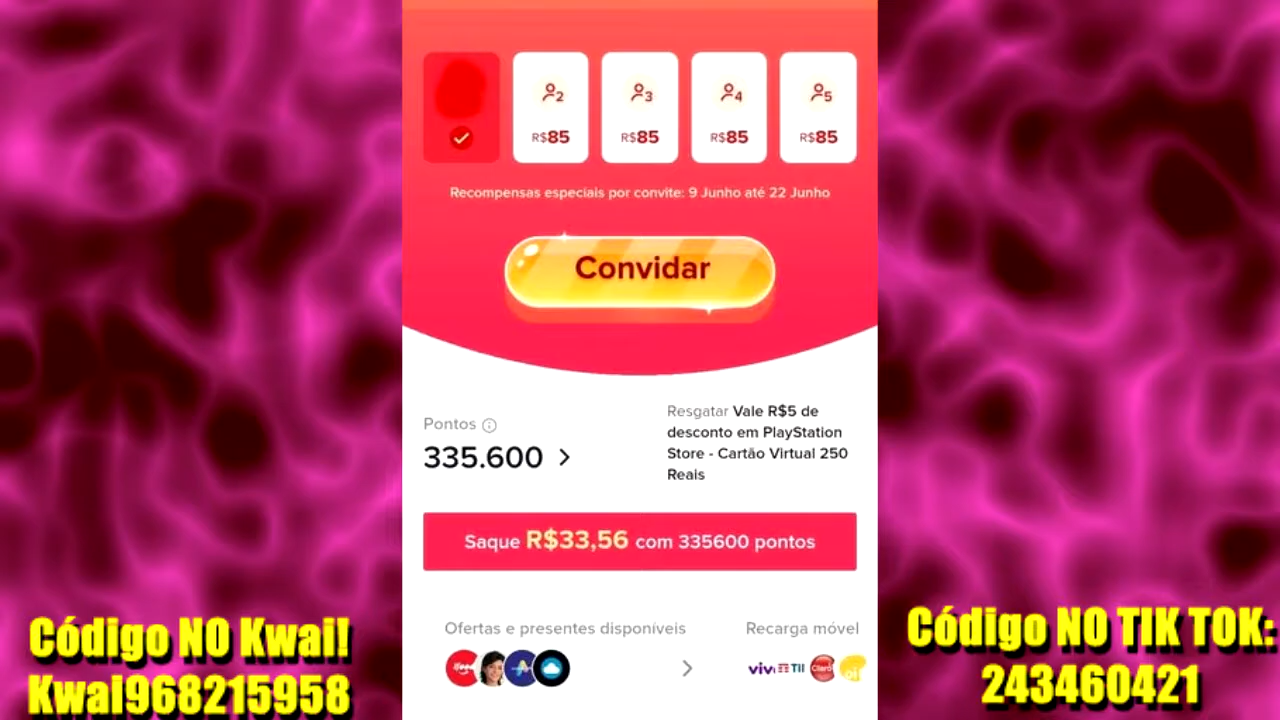 2
3
4
5
R$85
R$85
R$85
R$85
Recompensas especiais por convite: 9 Junho até 22 Junho
Convidar
Pontos
335.600
Resgatar Vale R$5 de
desconto em PlayStation
Store - Cartão Virtual 250
Reais
Saque R$33,56 com 335600 pontos
Ofertas e presentes disponíveis
Recarga móvel
Claro
oi
Código NO Kwai!
Kwai968215958
Código NO TIK TOK:
243460421